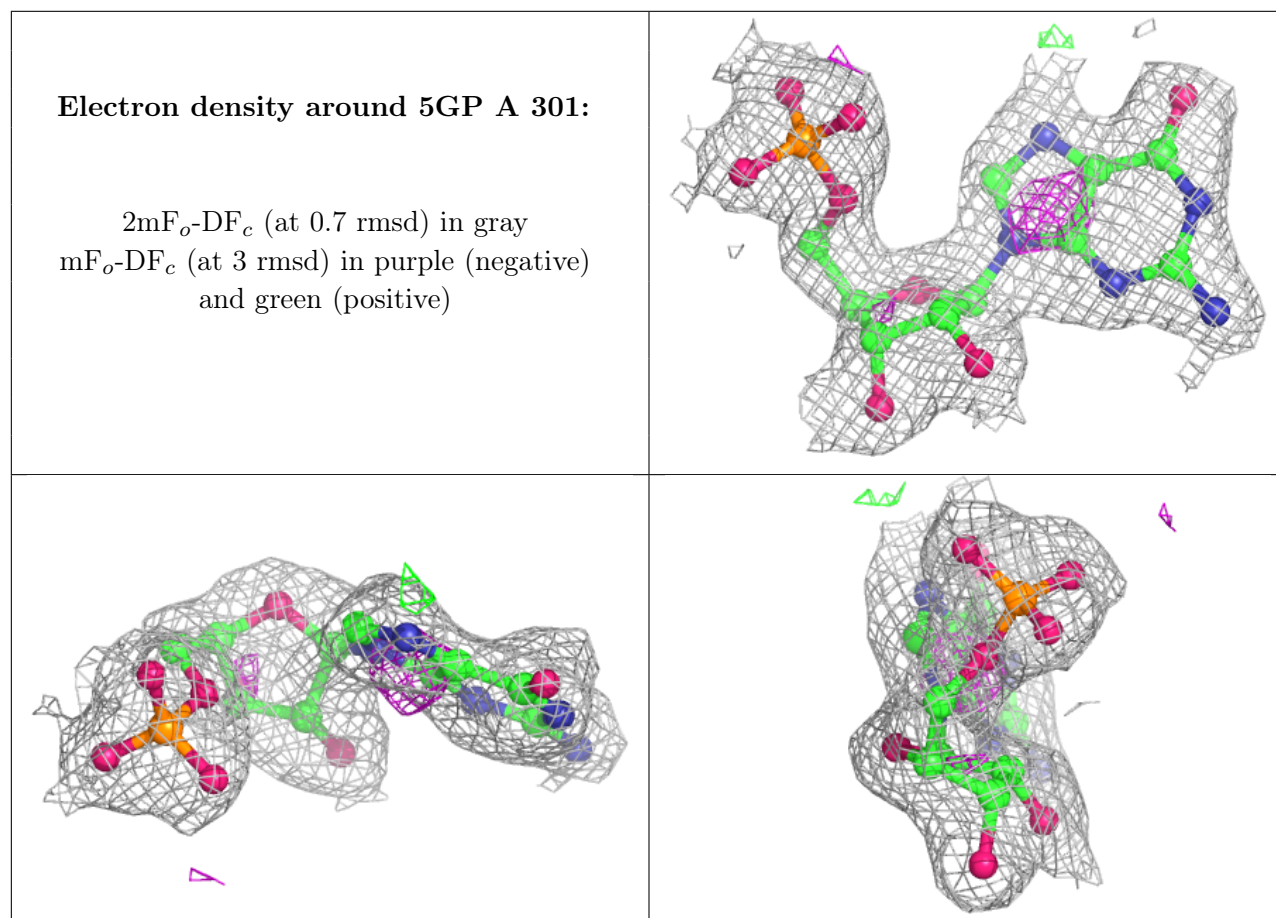 Electron density around 5GP A 301:
2mFo-DFc (at 0.7 rmsd) in gray
mFo-DFc (at 3 rmsd) in purple (negative)
and green (positive)